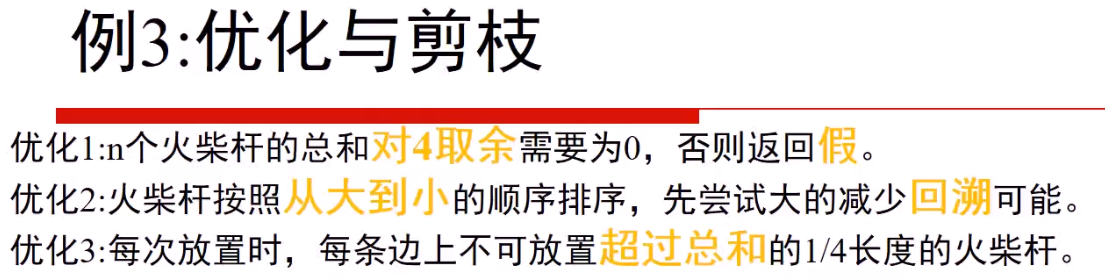 例3:优化与剪枝
优化1:n个火柴杆的总和对4取余需要为0，否则返回假。
优化2:火柴杆按照从大到小的顺序排序，先尝试大的减少回溯可能。
优化3:每次放置时，每条边上不可放置超过总和的1/4长度的火柴杆。